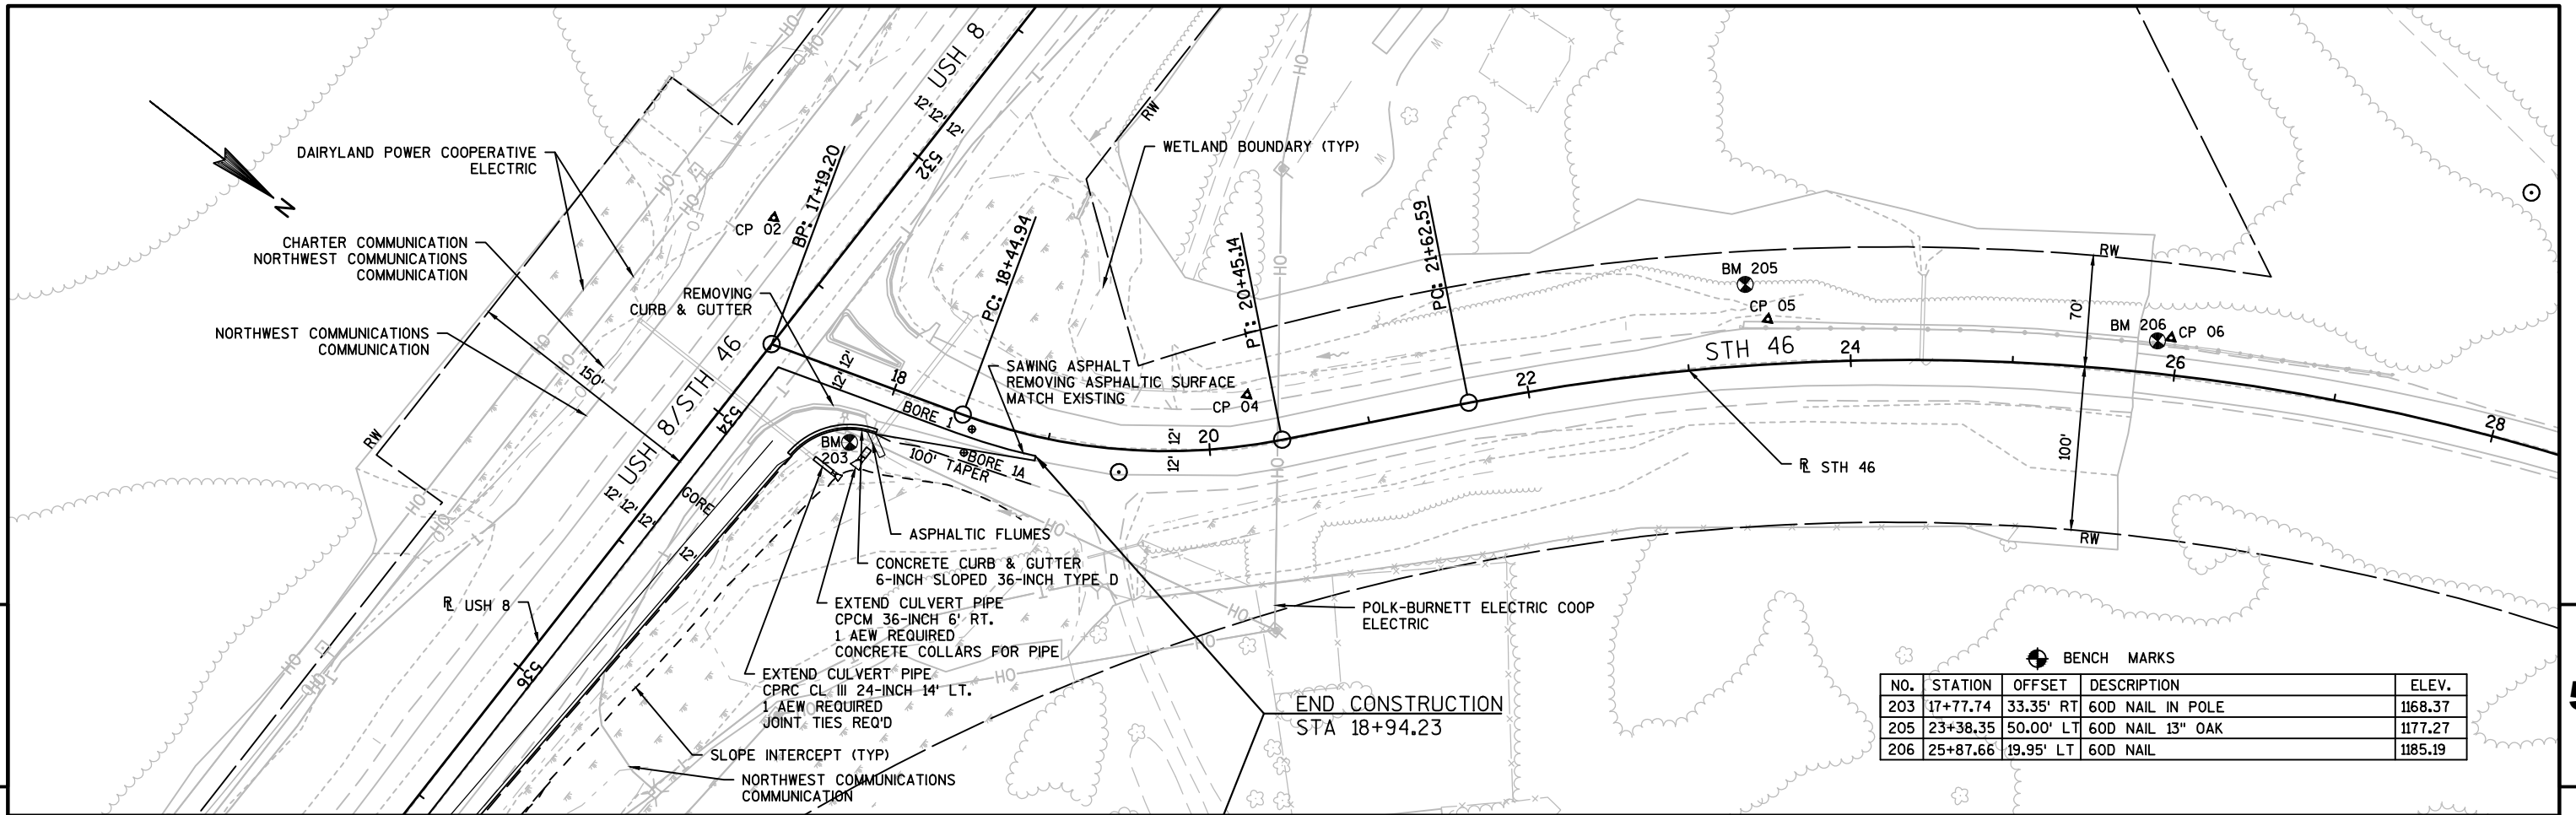 USH 8
12' 12' 12'
532
OH
OH
OH
RW
W
W
DAIRYLAND POWER COOPERATIVE
ELECTRIC
N
BP: 17+19.20
CP 02
WETLAND BOUNDARY (TYP)
CHARTER COMMUNICATION
NORTHWEST COMMUNICATIONS
COMMUNICATION
PC: 18+44.94
PT: 20+45.14
PC: 21+62.59
REMOVING
CURB & GUTTER
NORTHWEST COMMUNICATIONS
COMMUNICATION
150'
RW
BM 205
CP 05
RW
70'
BM 206
CP 06
STH 46
12' 12'
18
SAWING ASPHALT
REMOVING ASPHALTIC SURFACE
MATCH EXISTING
CP 04
BORE 1
22
24
26
28
USH 8/STH 46
534
12' 12' 12'
BM
203
BORE 1A
100' TAPER
12' 12'
20
STH 46
100'
RW
GORE
12'
OH
ASPHALTIC FLUMES
CONCRETE CURB & GUTTER
6-INCH SLOPED 36-INCH TYPE D
EXTEND CULVERT PIPE
CPCM 36-INCH 6' RT.
1 AEW REQUIRED
CONCRETE COLLARS FOR PIPE
POLK-BURNETT ELECTRIC COOP
ELECTRIC
USH 8
536
EXTEND CULVERT PIPE
CPRC CL III 24-INCH 14' LT.
1 AEW REQUIRED
JOINT TIES REQ'D
END CONSTRUCTION
STA 18+94.23
SLOPE INTERCEPT (TYP)
NORTHWEST COMMUNICATIONS
COMMUNICATION
BENCH MARKS
NO. STATION OFFSET DESCRIPTION ELEV.
203 17+77.74 33.35' RT 60D NAIL IN POLE 1168.37
205 23+38.35 50.00' LT 60D NAIL 13" OAK 1177.27
206 25+87.66 19.95' LT 60D NAIL 1185.19